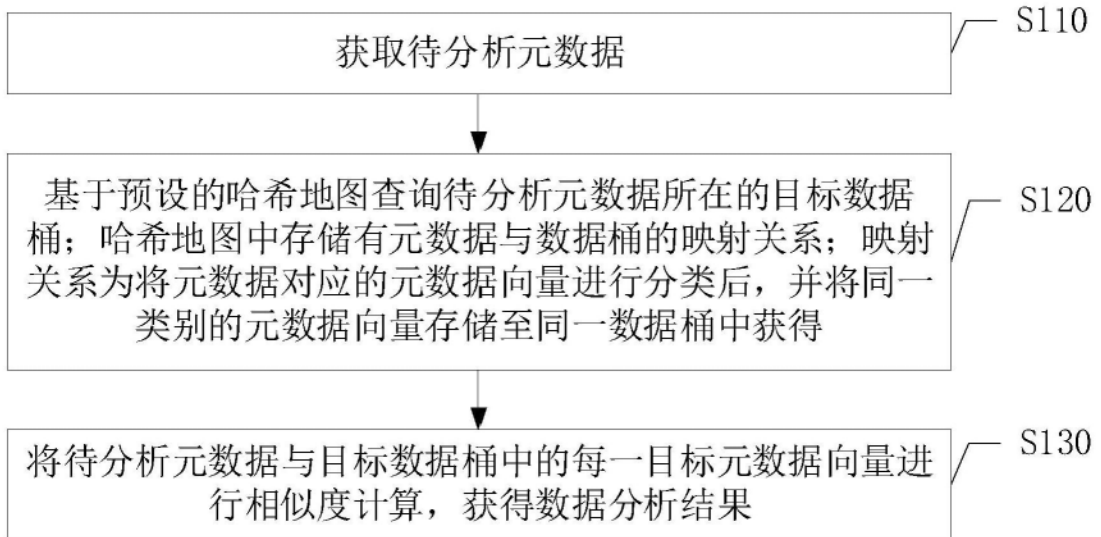 获取待分析元数据
S110
基于预设的哈希地图查询待分析元数据所在的目标数据
桶；哈希地图中存储有元数据与数据桶的映射关系；映射
关系为将元数据对应的元数据向量进行分类后，并将同一
类别的元数据向量存储至同一数据桶中获得
S120
将待分析元数据与目标数据桶中的每一目标元数据向量进
行相似度计算，获得数据分析结果
S130